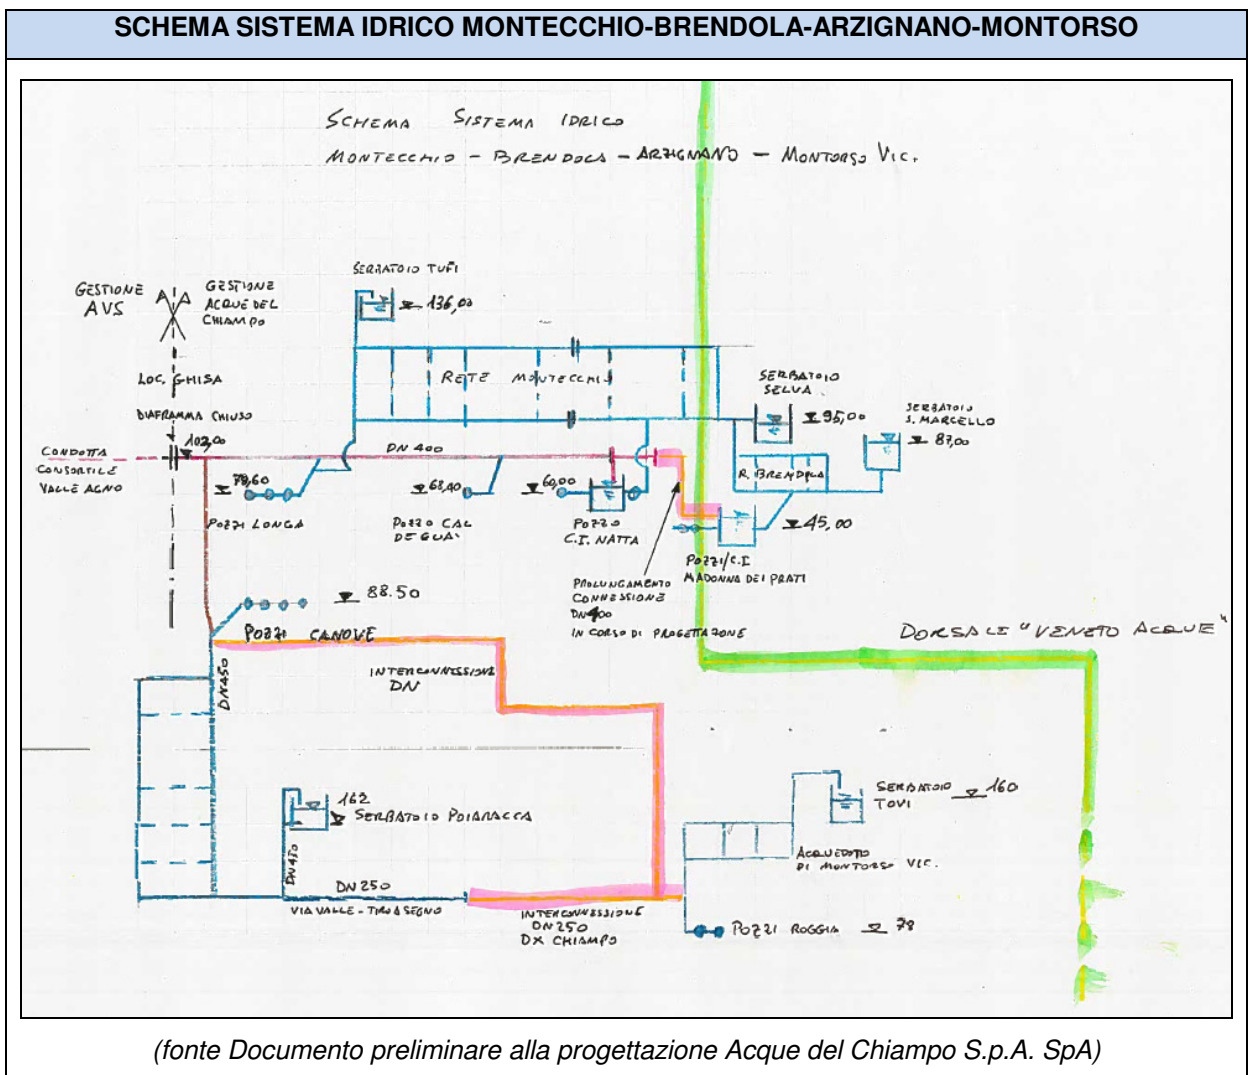 SCHEMA SISTEMA IDRICO MONTECCHIO-BRENDOLA-ARZIGNANO-MONTORSO
SCHEMA SISTEMA IDRICO
MONTECCHIO - BRENDOLA - ARZIGNANO - MONTORSO VIC.
SERBATOIO TUFI
136,00
GESTIONE
AVS
GESTIONE
ACQUE DEL
CHIAMPO
LOC. GHISA
DIAFRAMMA CHIUSO
102,00
CONDOTTA
CONSORTILE
VALLE AGNO
RETE MONTECCHIO
SERBATOIO
SELVA
95,00
SERBATOIO
S. MARCELLO
87,00
DN 400
R. BRENDOLA
78,60
POZZI LONGA
68,40
POZZO CAL
DE GUA'
60,00
POZZO
C.I. NATTA
45,00
POZZI/C.I
MADONNA DEI PRATI
PROLUNGAMENTO
CONNESSIONE
DN400
IN CORSO DI PROGETTAZIONE
88.50
POZZI CANOVE
DORSALE "VENETO ACQUE"
INTERCONNESSIONE
DN
DN450
162
SERBATOIO POIARACCA
DN450
DN 250
VIA VALLE - TIRO A SEGNO
INTERCONNESSIONE
DN250
DX CHIAMPO
SERBATOIO
TOVI
160
ACQUEDOTO
DI MONTORSO VIC.
POZZI ROGGIA 78
(fonte Documento preliminare alla progettazione Acque del Chiampo S.p.A. SpA)